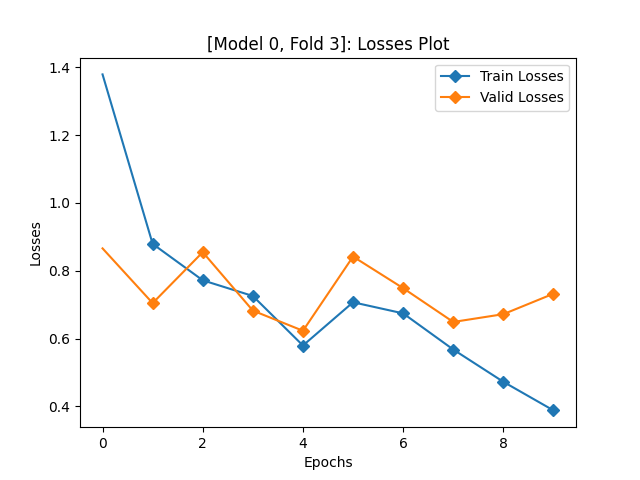 [Model 0, Fold 3]: Losses Plot
Train Losses
Valid Losses
Losses
1.4
1.2
1.0
0.8
0.6
0.4
0 2 4 6 8
Epochs